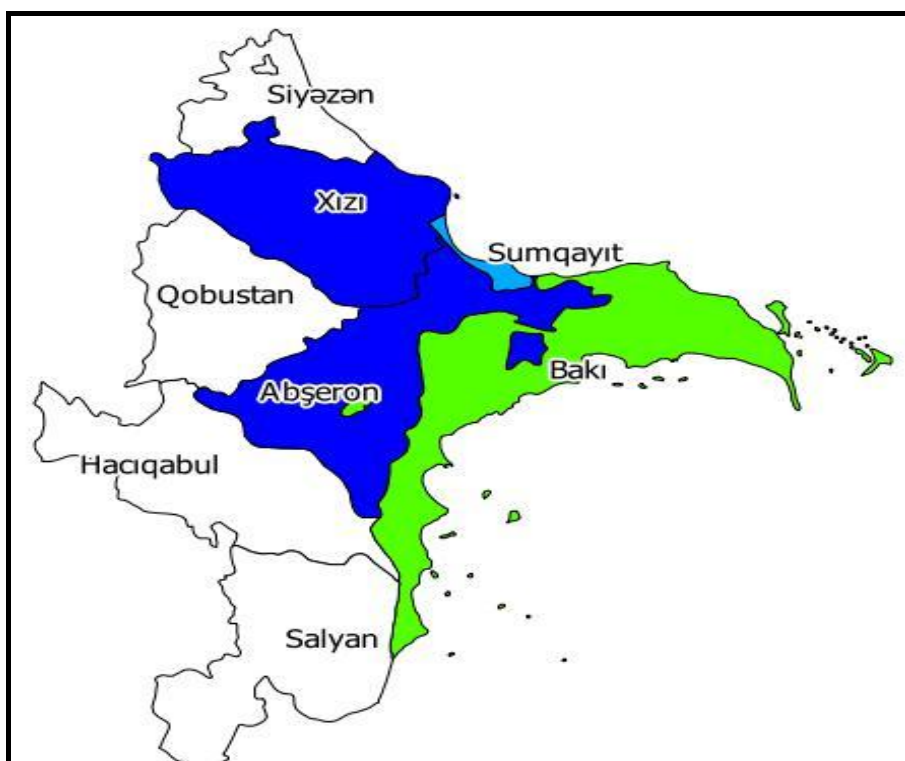 Siyəzən
Xızı
Sumqayıt
Qobustan
Bakı
Abşeron
Hacıqabul
Salyan